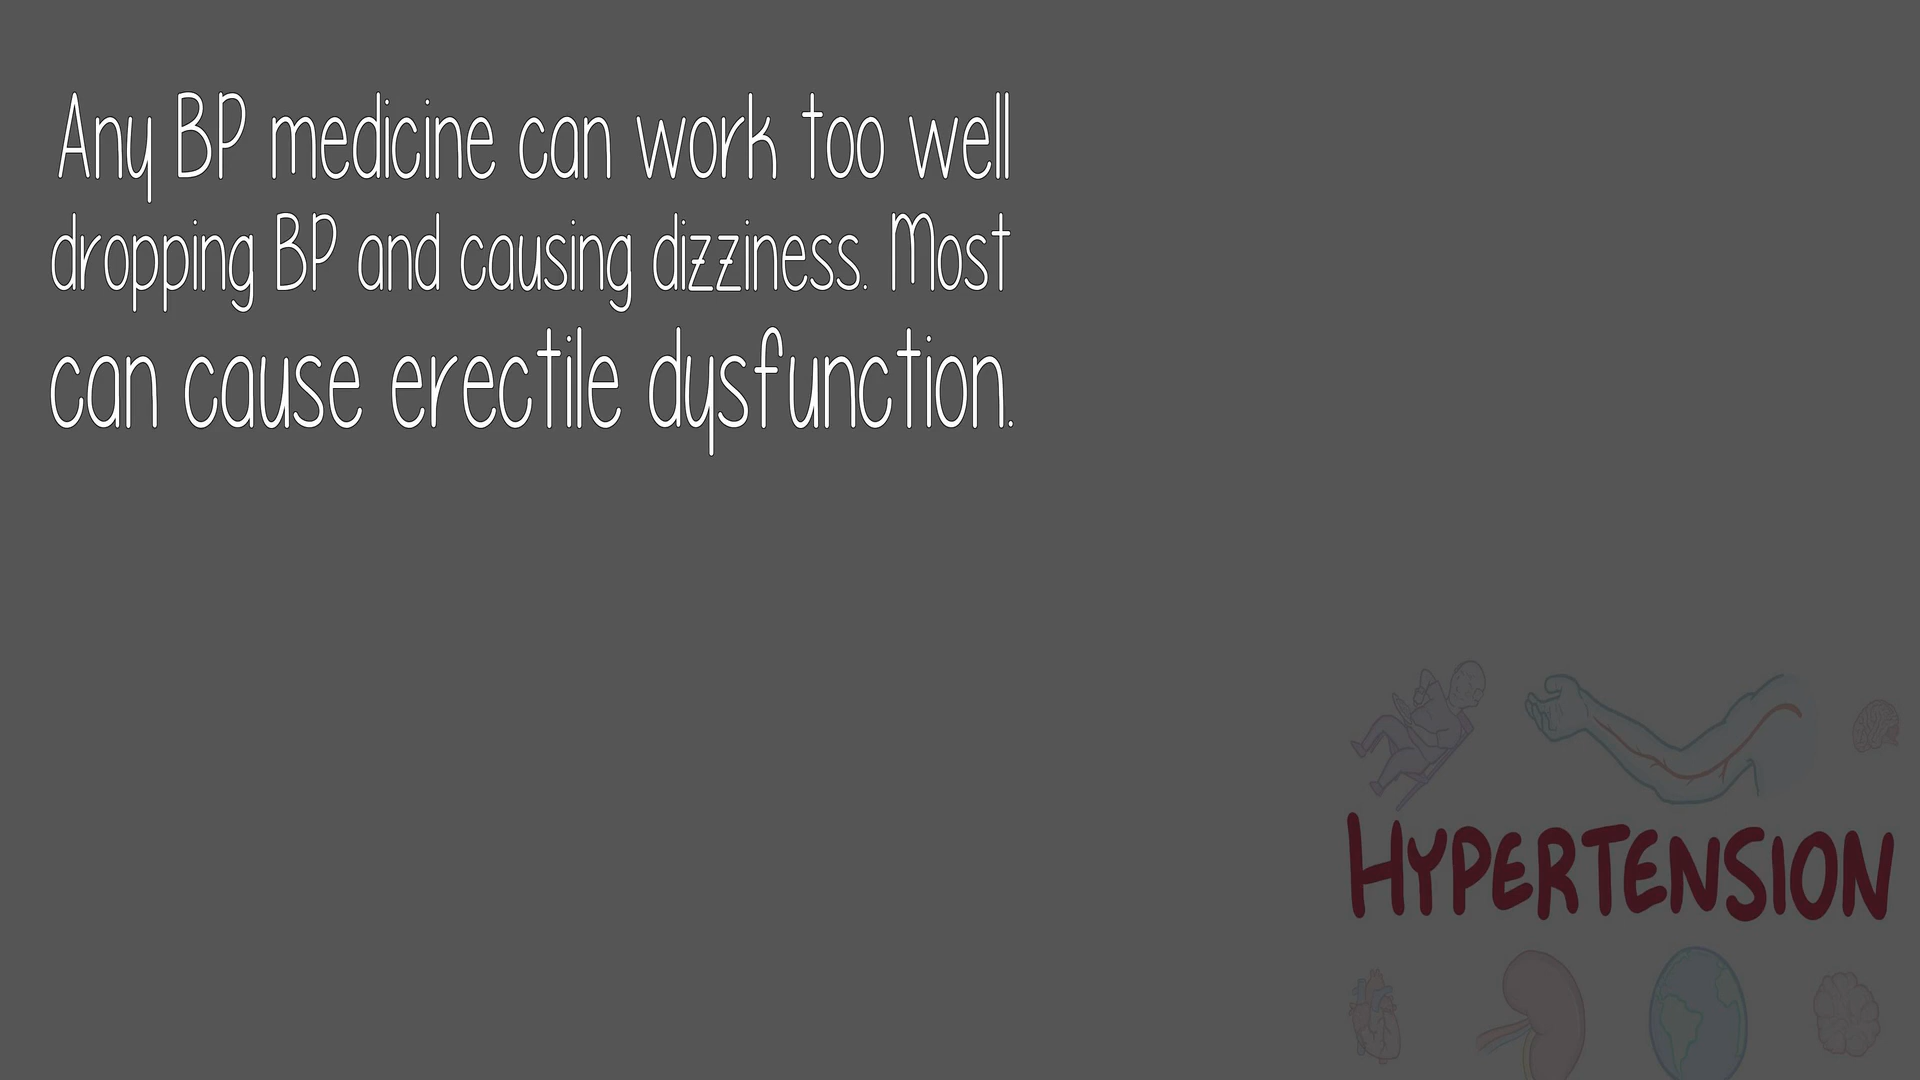 Any BP medicine can work too well
dropping BP and causing dizziness. Most
can cause erectile dysfunction.
HYPERTENSION